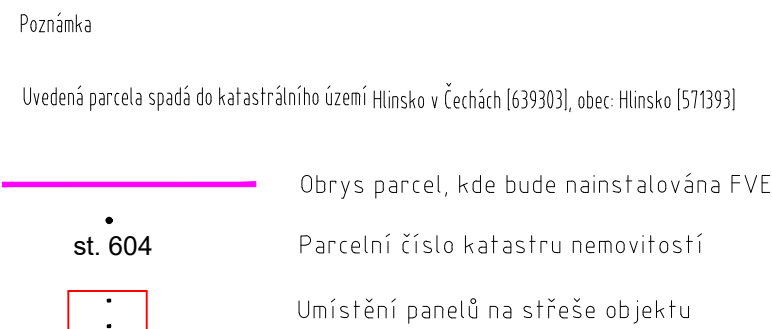 Poznámka
Uvedená parcela spadá do katastrálního území Hlinsko v Čechách [639303], obec: Hlinsko [571393]
Obrys parcel, kde bude nainstalována FVE
st. 604 Parcelní číslo katastru nemovitostí
Umístění panelů na střeše objektu